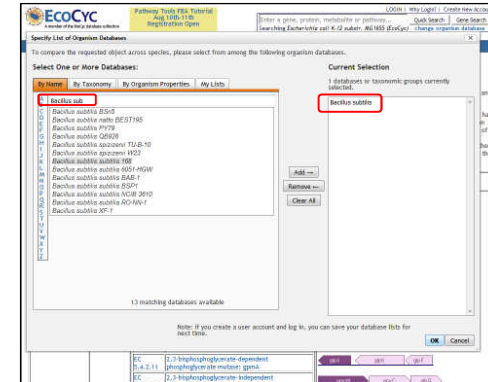 ECOCYC
A member of the BioCyc database collection
Pathway Tools FBA Tutorial
Aug 10th-11th
Registration Open
LOGIN | Why Login? | Create New Accou
Enter a gene, protein, metabolite or pathway...
Quick Search
Gene Search
Searching Escherichia coli K-12 substr. MG1655 (EcoCyc)
change organism database
Specify List of Organism Databases
To compare the requested object across species, please select from among the following organism databases.
Select One or More Databases:
Current Selection
By Name
By Taxonomy
By Organism Properties
My Lists
1 databases or taxonomic groups currently
selected.
Bacillus sub
Bacillus subtilis
Bacillus subtilis BSn5
Bacillus subtilis natto BEST195
Bacillus subtilis PY79
Bacillus subtilis QB928
Bacillus subtilis spizizenii TU-B-10
Bacillus subtilis spizizenii W23
Bacillus subtilis subtilis 168
Bacillus subtilis subtilis 6051-HGW
Bacillus subtilis subtilis BAB-1
Bacillus subtilis subtilis BSP1
Bacillus subtilis subtilis NCIB 3610
Bacillus subtilis subtilis RO-NN-1
Bacillus subtilis XF-1
Add →
Remove ←
Clear All
13 matching databases available
Note: If you create a user account and log in, you can save your database lists for
next time.
OK
Cancel
EC
5.4.2.11
2,3-bisphosphoglycerate-dependent
phosphoglycerate mutase: gpmA
EC
2,3-bisphosphoglycerate-independent